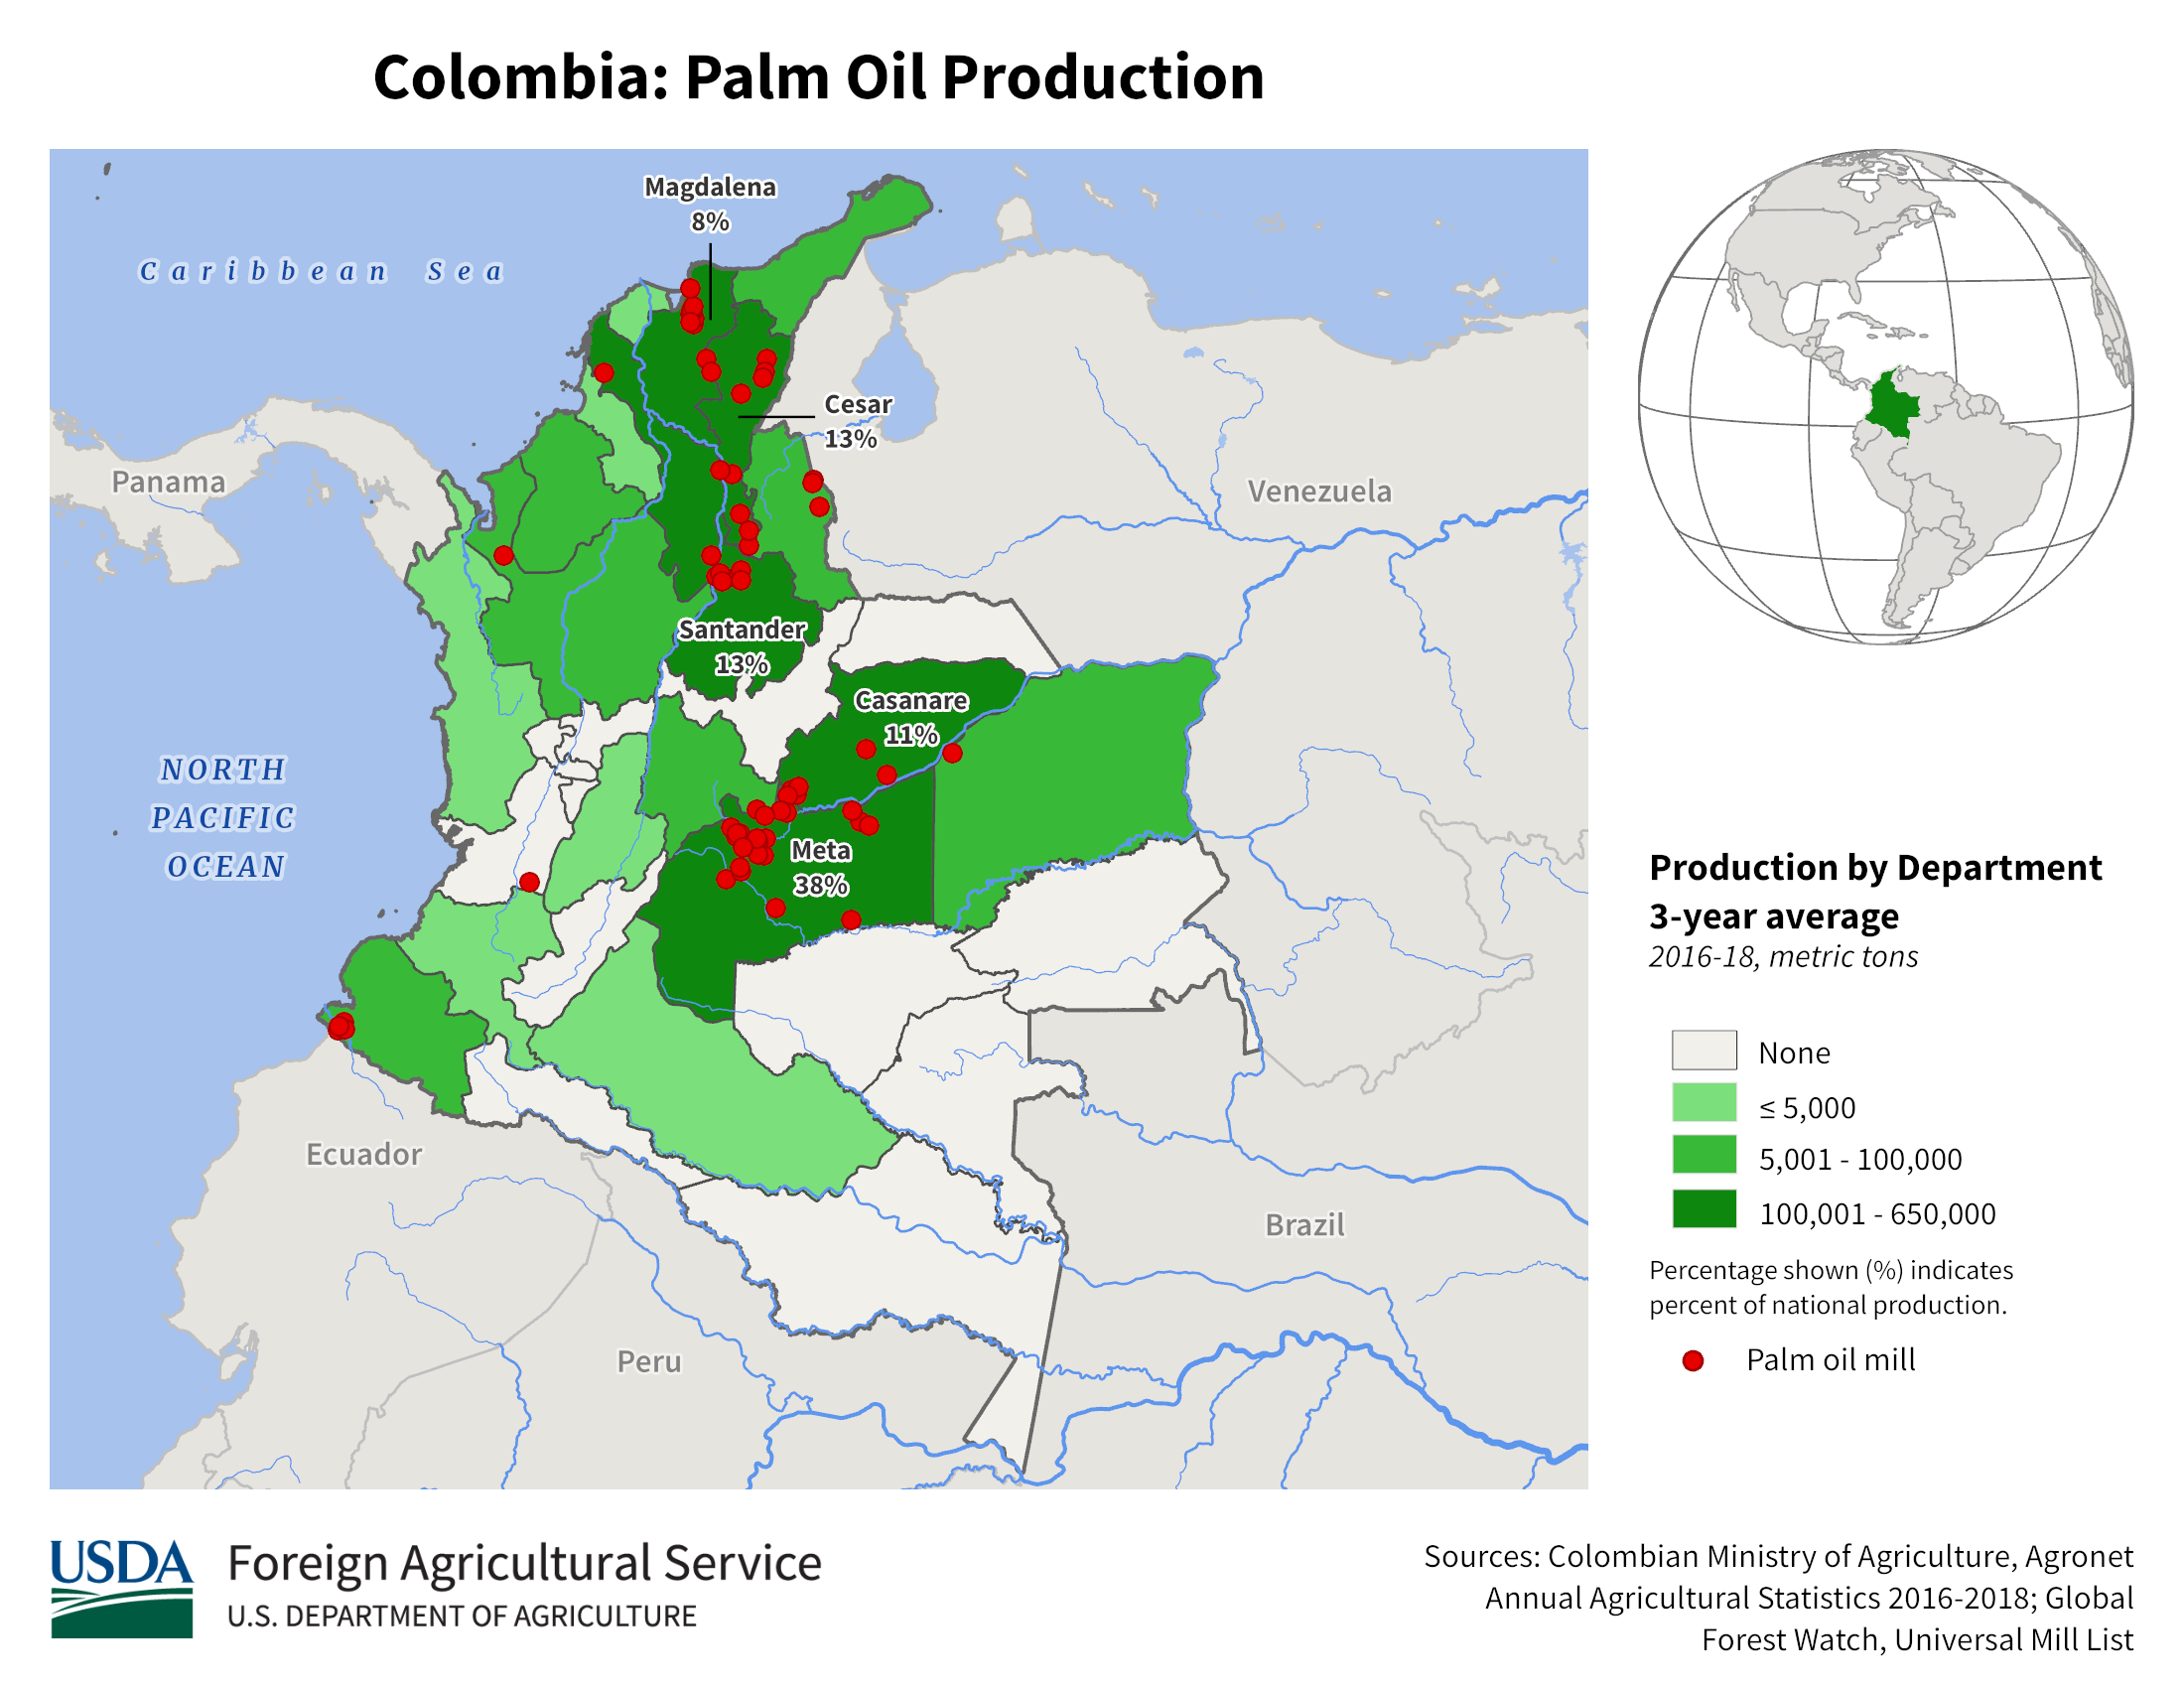 Colombia: Palm Oil Production
Magdalena
8%
Caribbean Sea
Cesar
13%
Panama
Venezuela
Santander
13%
Casanare
11%
NORTH
PACIFIC
OCEAN
Meta
38%
Ecuador
Brazil
Peru
Production by Department
3-year average
2016-18, metric tons
None
≤ 5,000
5,001 - 100,000
100,001 - 650,000
Percentage shown (%) indicates
percent of national production.
Palm oil mill
USDA
Foreign Agricultural Service
U.S. DEPARTMENT OF AGRICULTURE
Sources: Colombian Ministry of Agriculture, Agronet
Annual Agricultural Statistics 2016-2018; Global
Forest Watch, Universal Mill List